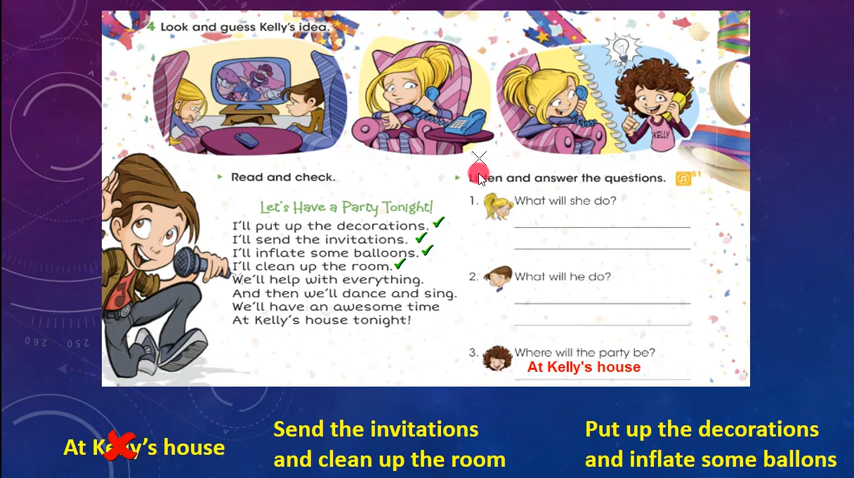 4 Look and guess Kelly's idea.
KELLY
Read and check.
Let's Have a Party Tonight!
I'll put up the decorations.
I'll send the invitations.
I'll inflate some balloons.
I'll clean up the room.
We'll help with everything.
And then we'll dance and sing.
We'll have an awesome time
At Kelly's house tonight!
and answer the questions.
51
1. What will she do?
2. What will he do?
3. Where will the party be?
At Kelly's house
At Kelly's house
Send the invitations
and clean up the room
Put up the decorations
and inflate some ballons
260 250